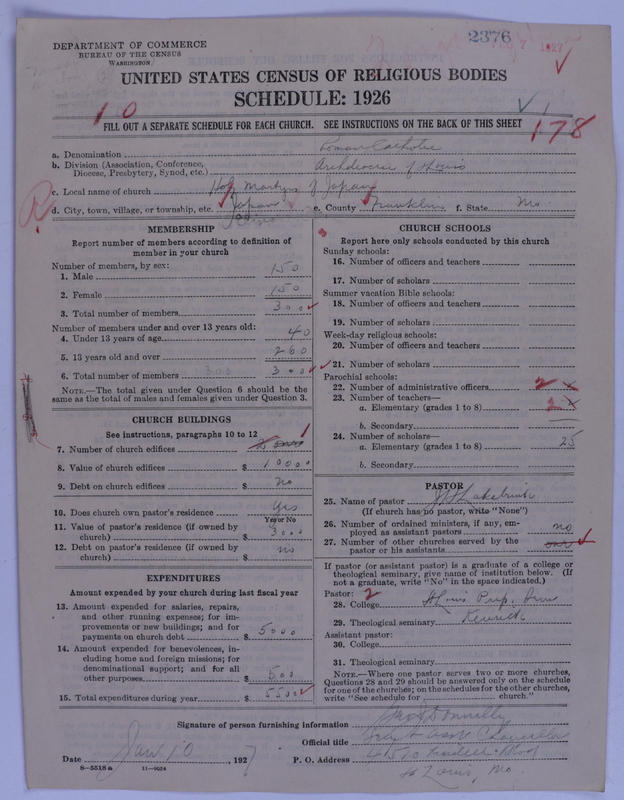 DEPARTMENT OF COMMERCE
BUREAU OF THE CENSUS
WASHINGTON
2376
7 1927
UNITED STATES CENSUS OF RELIGIOUS BODIES
SCHEDULE: 1926
10
178
FILL OUT A SEPARATE SCHEDULE FOR EACH CHURCH. SEE INSTRUCTIONS ON THE BACK OF THIS SHEET
a. Denomination Roman Catholic
b. Division (Association, Conference, Diocese, Presbytery, Synod, etc.) Archdiocese of St Louis
c. Local name of church Holy Martyrs of Japan
d. City, town, village, or township, etc. Japan e. County Franklin f. State Mo.
MEMBERSHIP
Report number of members according to definition of
member in your church
Number of members, by sex:
1. Male 150
2. Female 150
3. Total number of members 300
Number of members under and over 13 years old:
4. Under 13 years of age 40
5. 13 years old and over 260
6. Total number of members 300 300
NOTE.—The total given under Question 6 should be
same as the total of males and females given under Question 3.
CHURCH BUILDINGS
See instructions, paragraphs 10 to 12
7. Number of church edifices 1
8. Value of church edifices $ 10000
9. Debt on church edifices $ no
10. Does church own pastor's residence yes
Yes or No
11. Value of pastor's residence (if owned by
church) $ 3000
12. Debt on pastor's residence (if owned by
church) $ no
EXPENDITURES
Amount expended by your church during last fiscal year
13. Amount expended for salaries, repairs,
and other running expenses; for im-
provements or new buildings; and for
payments on church debt $ 5000
14. Amount expended for benevolences, in-
cluding home and foreign missions; for
denominational support; and for all
other purposes $ 500
15. Total expenditures during year $ 5500
CHURCH SCHOOLS
Report here only schools conducted by this church
Sunday schools:
16. Number of officers and teachers
17. Number of scholars
Summer vacation Bible schools:
18. Number of officers and teachers
19. Number of scholars
Week-day religious schools:
20. Number of officers and teachers
21. Number of scholars
Parochial schools:
22. Number of administrative officers
23. Number of teachers—
a. Elementary (grades 1 to 8)
b. Secondary
24. Number of scholars—
a. Elementary (grades 1 to 8) 25
b. Secondary
PASTOR
25. Name of pastor
(If church has no pastor, write "None")
26. Number of ordained ministers, if any, em-
ployed as assistant pastors no
27. Number of other churches served by the
pastor or his assistants
If pastor (or assistant pastor) is a graduate of a college or
theological seminary, give name of institution below. (If
not a graduate, write "No" in the space indicated.)
Pastor: 2
28. College St Louis Prep. Sem
29. Theological seminary Kenrick
Assistant pastor:
30. College
31. Theological seminary
NOTE.—Where one pastor serves two or more churches,
Questions 28 and 29 should be answered only on the schedule
for one of the churches; on the schedules for the other churches,
write "See schedule for church."
Signature of person furnishing information Donnelly
Official title Chancellor
Date Jan 10, 1927 P. O. Address
St Louis, Mo.
8-5518a 11-9024